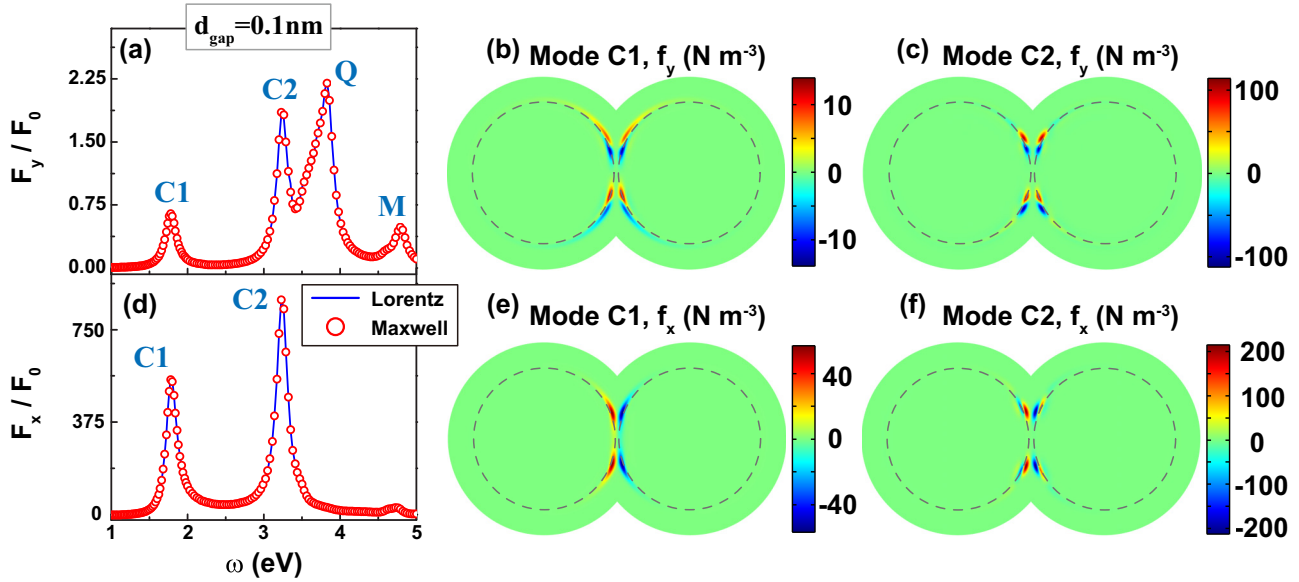 d_gap=0.1nm
(a)
C1
C2
Q
M
F_y / F_0
2.25
1.50
0.75
0.00
(b) Mode C1, f_y (N m^-3)
10
0
-10
(c) Mode C2, f_y (N m^-3)
100
50
0
-50
-100
(d)
C1
C2
Lorentz
Maxwell
F_x / F_0
750
375
0
1 2 3 4 5
ω (eV)
(e) Mode C1, f_x (N m^-3)
40
0
-40
(f) Mode C2, f_x (N m^-3)
200
100
0
-100
-200